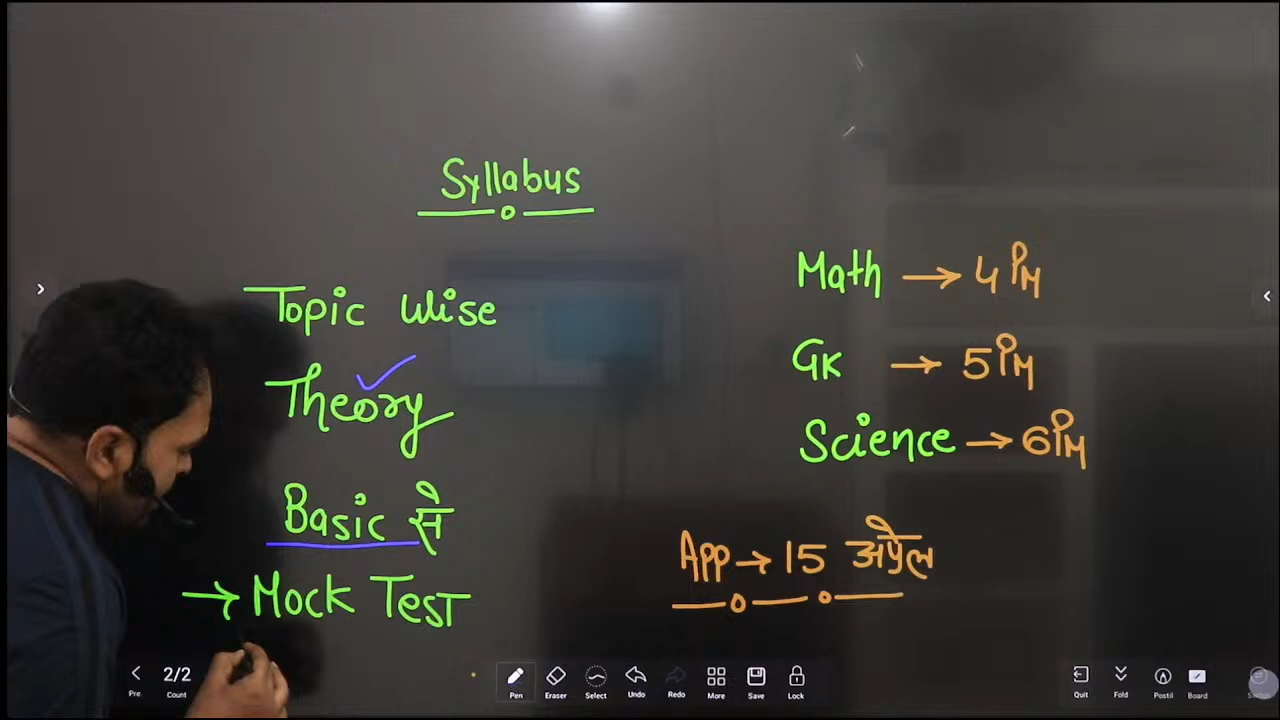 Syllabus
Topic Wise
Theory
Basic से
→ Mock Test
Math → 4 PM
GK → 5 PM
Science → 6 PM
App → 15 अप्रैल
Pre.
2/2
Count
Pen
Eraser
Select
Undo
Redo
More
Save
Lock
Quit
Fold
Postil
Board